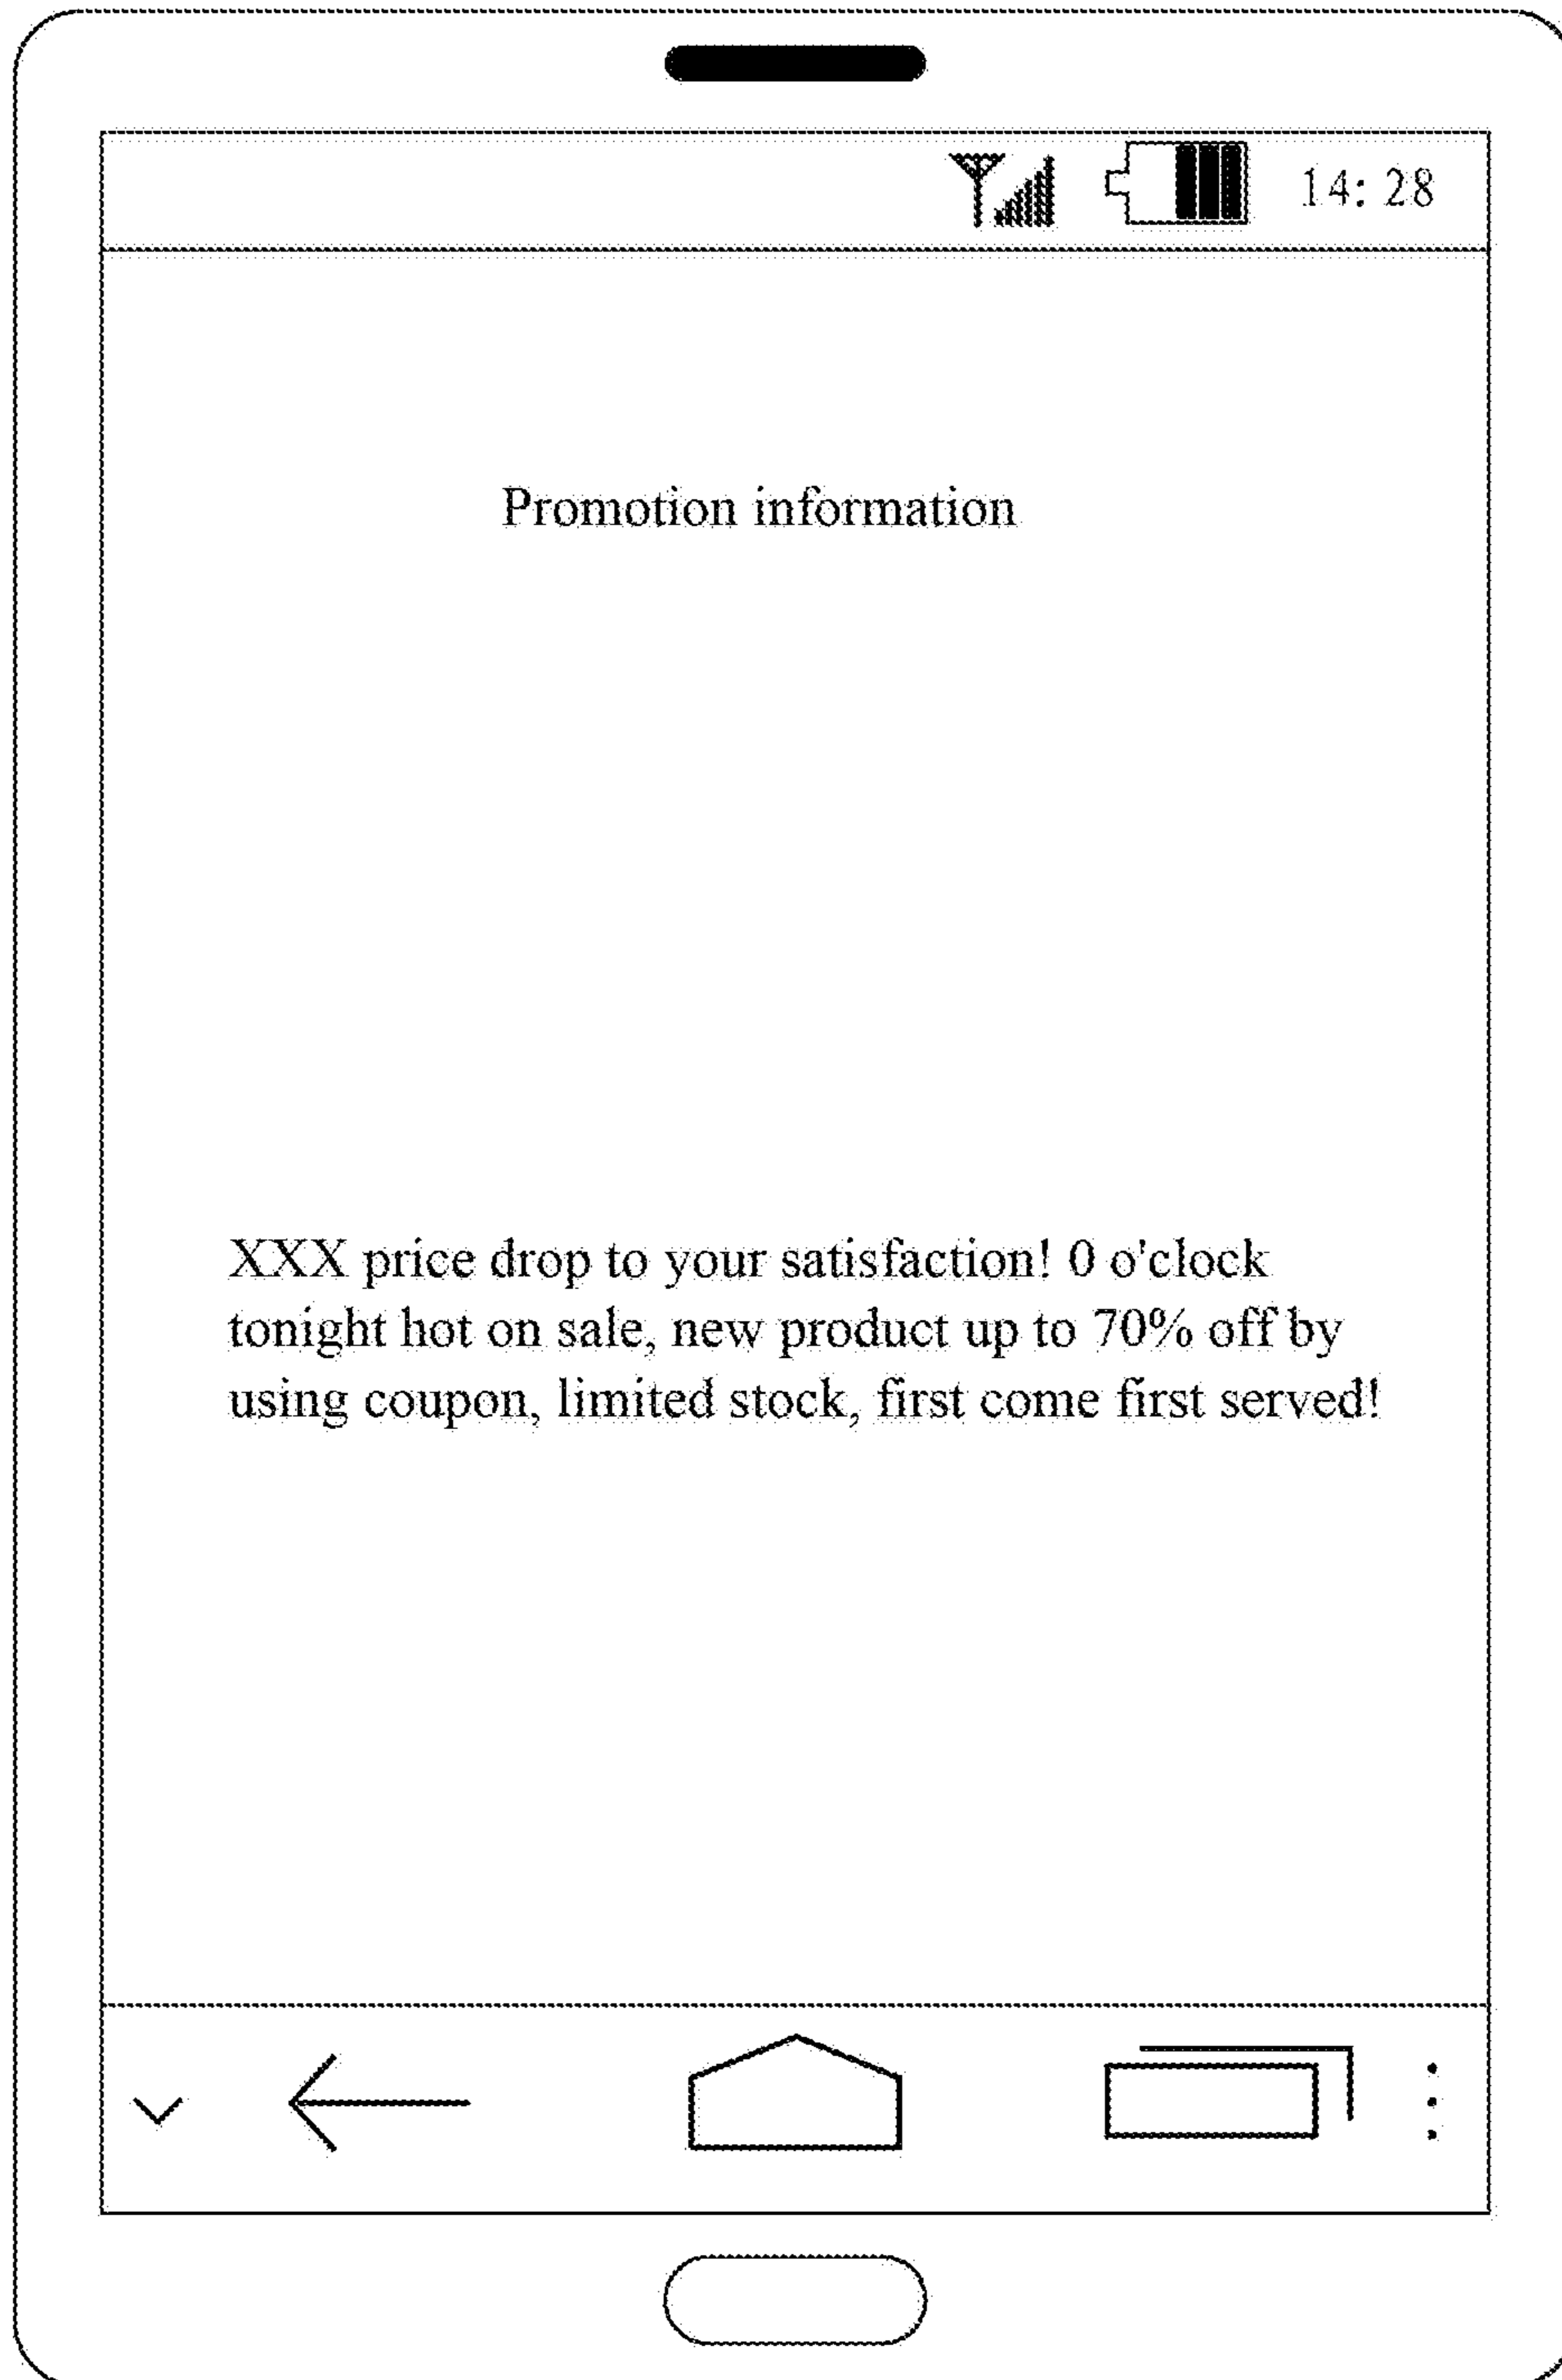 14: 28
Promotion information
XXX price drop to your satisfaction! 0 o'clock
tonight hot on sale, new product up to 70% off by
using coupon, limited stock, first come first served!